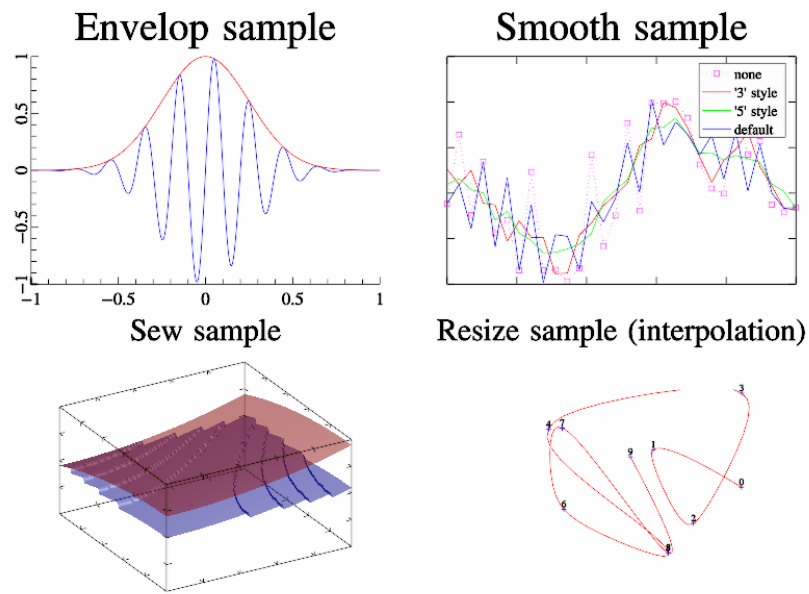 Envelop sample
Smooth sample
1
0.5
0
−0.5
−1
−1 −0.5 0 0.5 1
none
'3' style
'5' style
default
Sew sample
Resize sample (interpolation)
3
4 7
1
9
0
6
2